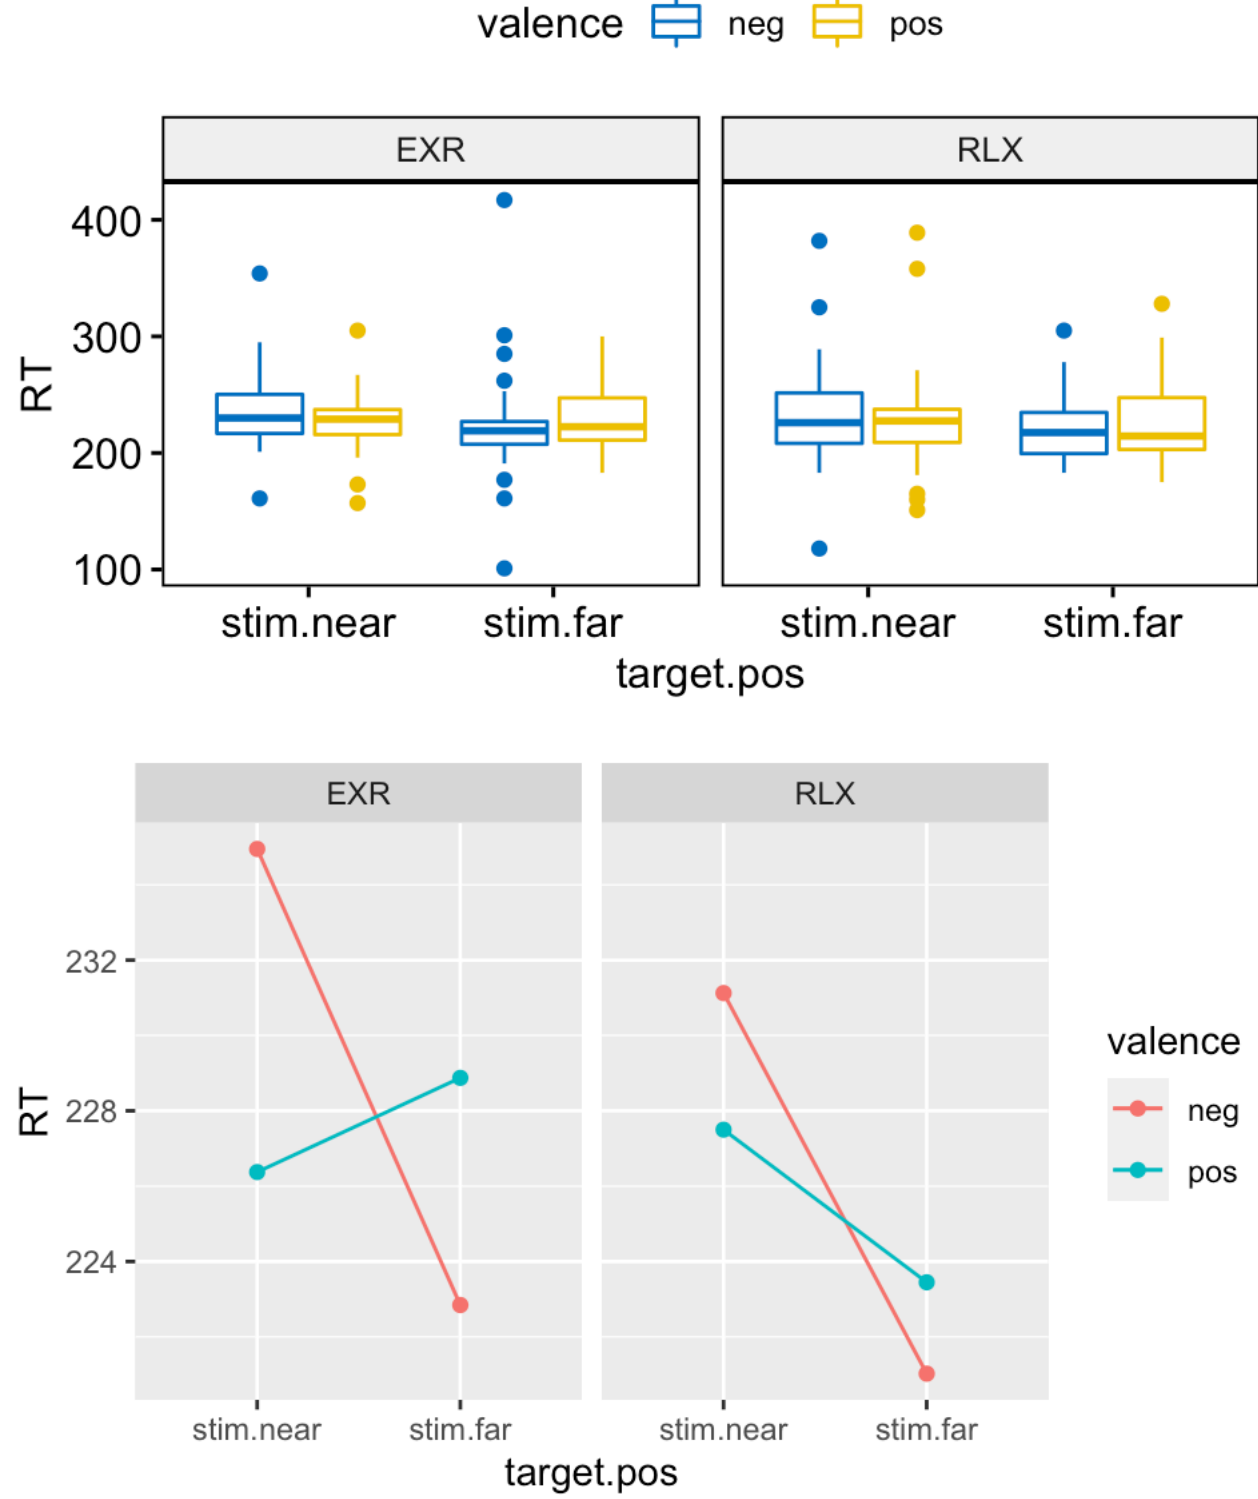 valence neg pos
EXR RLX
400
300
200
100
RT
stim.near stim.far stim.near stim.far
target.pos
EXR RLX
232
228
224
RT
valence
neg
pos
stim.near stim.far stim.near stim.far
target.pos